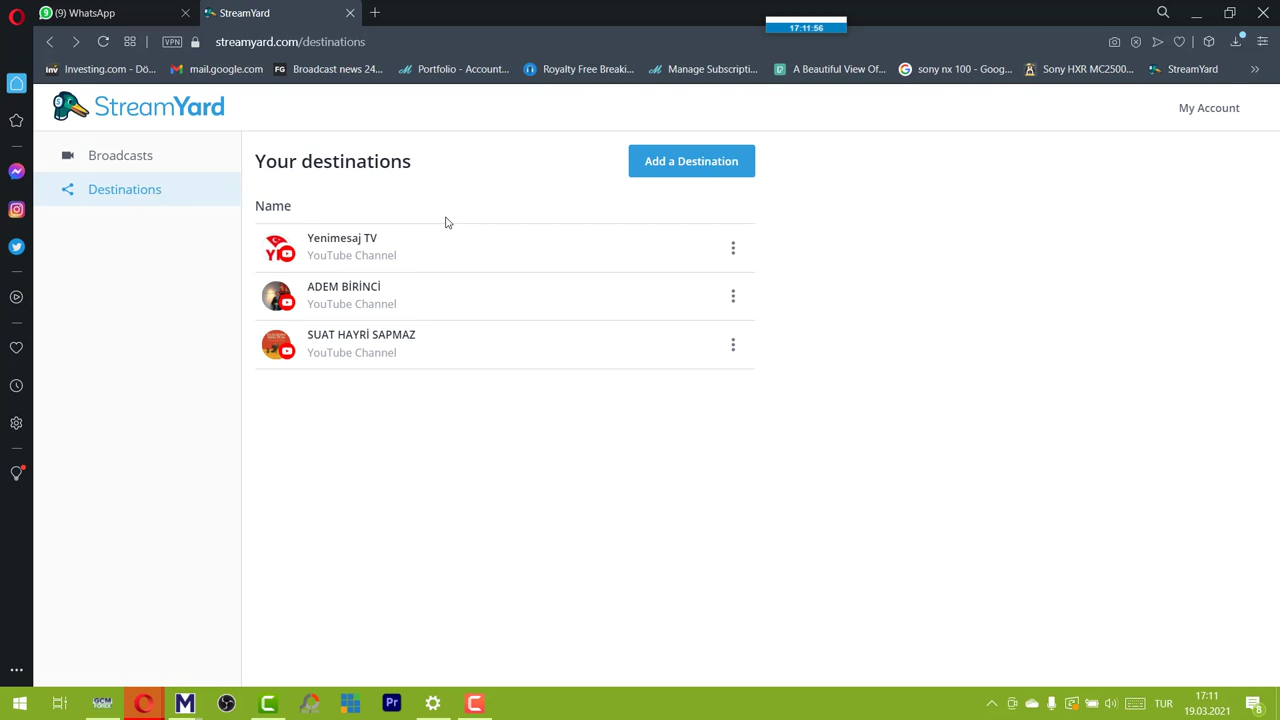 (9) WhatsApp
StreamYard
17:11:56
VPN
streamyard.com/destinations
Investing.com - Dö...
mail.google.com
FG Broadcast news 24...
Portfolio - Account...
Royalty Free Breaki...
Manage Subscripti...
A Beautiful View Of...
sony nx 100 - Goog...
Sony HXR MC2500...
StreamYard
StreamYard
My Account
Broadcasts
Destinations
Your destinations
Add a Destination
Name
Yenimesaj TV
YouTube Channel
ADEM BİRİNCİ
YouTube Channel
SUAT HAYRİ SAPMAZ
YouTube Channel
TUR
17:11
19.03.2021
8